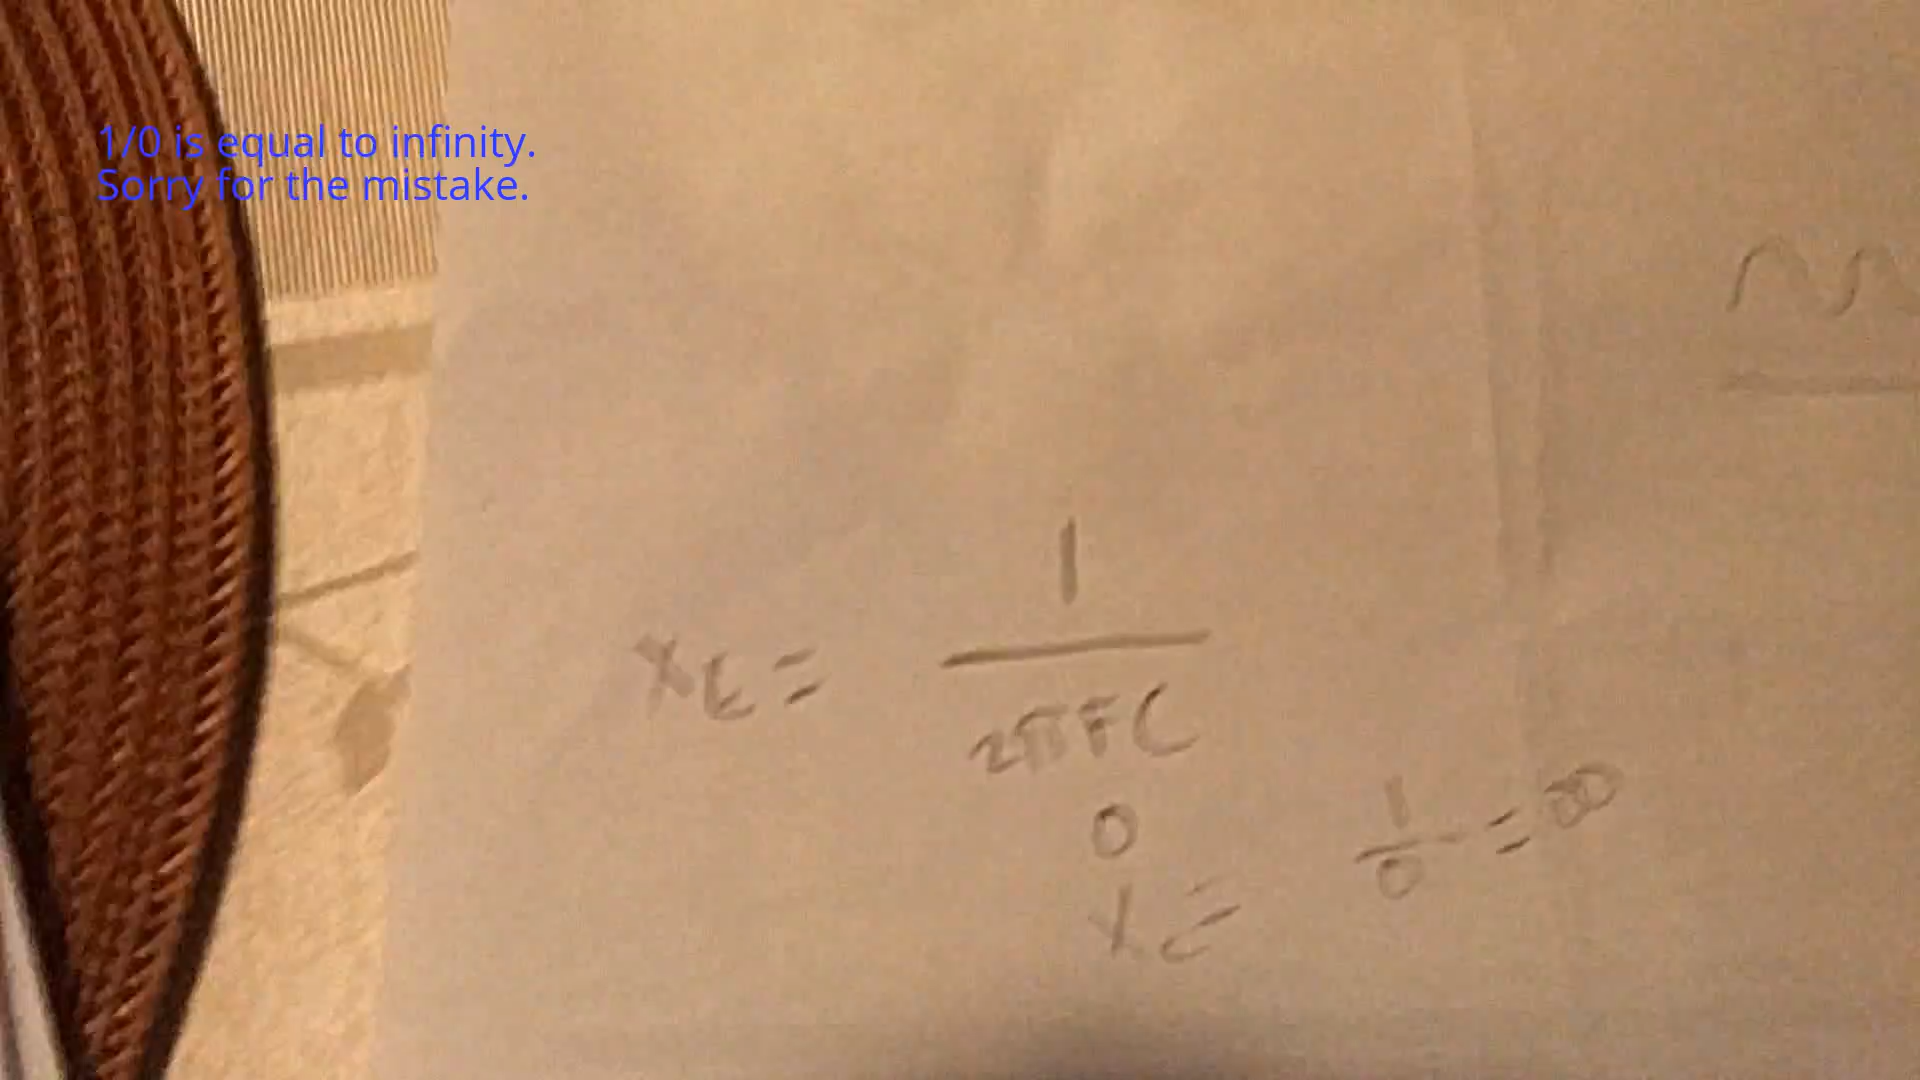 1/0 is equal to infinity.
Sorry for the mistake.
Xc = 1 / 2πFC
0
Xc = 1/0 = ∞